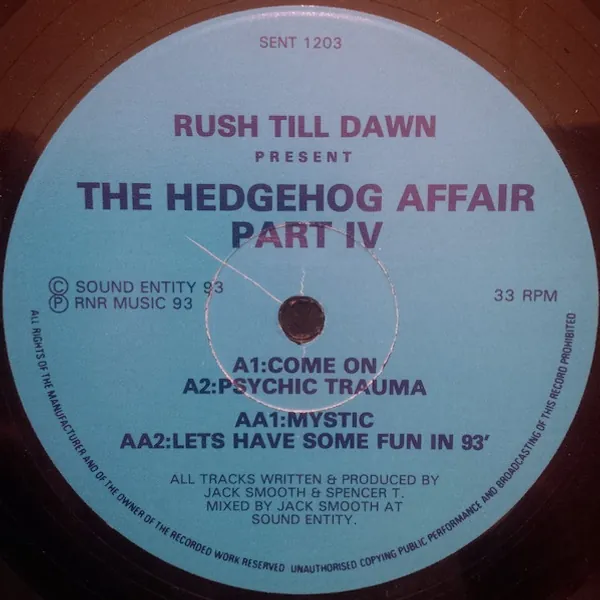 SENT 1203
RUSH TILL DAWN
PRESENT
THE HEDGEHOG AFFAIR
PART IV
© SOUND ENTITY 93
℗ RNR MUSIC 93
33 RPM
A1:COME ON
A2:PSYCHIC TRAUMA
AA1:MYSTIC
AA2:LETS HAVE SOME FUN IN 93'
ALL TRACKS WRITTEN & PRODUCED BY
JACK SMOOTH & SPENCER T.
MIXED BY JACK SMOOTH AT
SOUND ENTITY.
ALL RIGHTS OF THE MANUFACTURER AND OF THE OWNER OF THE RECORDED WORK RESERVED UNAUTHORISED COPYING PUBLIC PERFORMANCE AND BROADCASTING OF THIS RECORD PROHIBITED